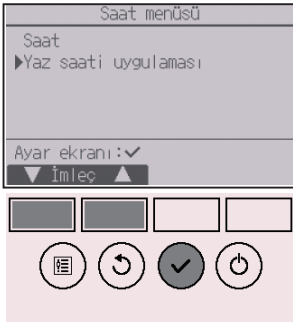 Saat menüsü
Saat
▶Yaz saati uygulaması
Ayar ekranı:✔
▼ İmleç ▲